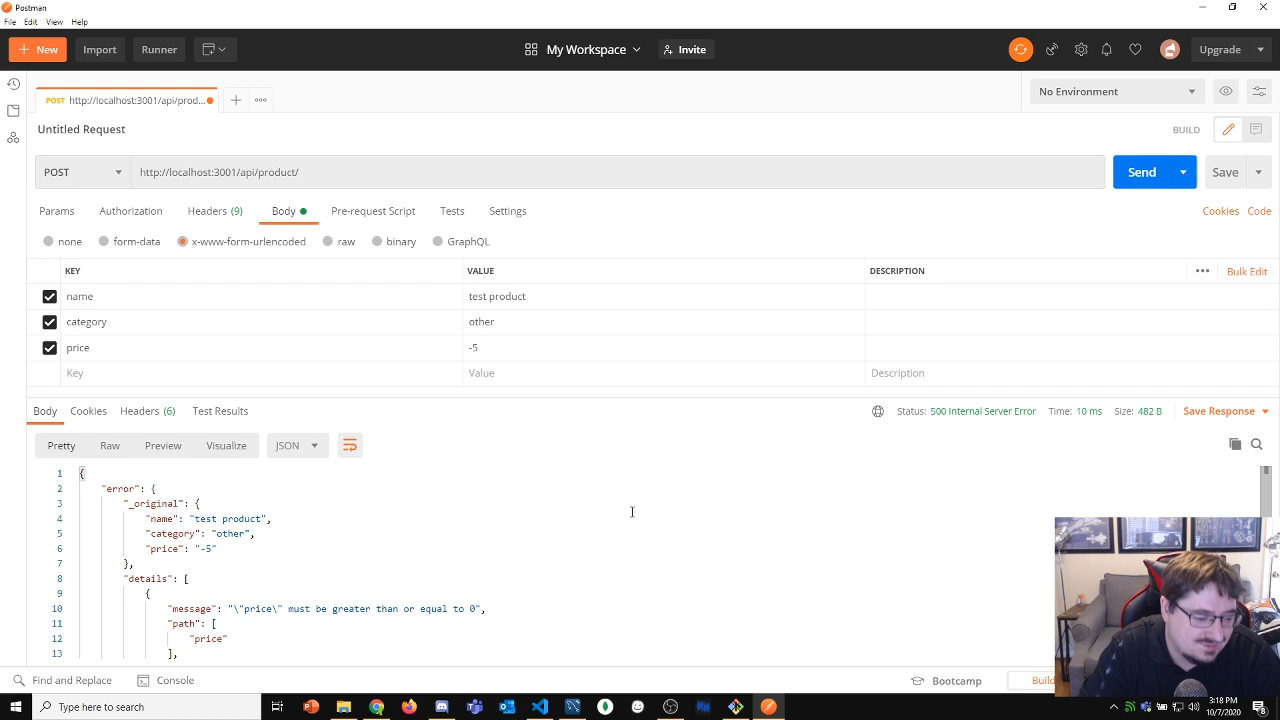 Postman
File Edit View Help
New Import Runner My Workspace Invite Upgrade
POST http://localhost:3001/api/prod... No Environment
Untitled Request BUILD
POST http://localhost:3001/api/product/ Send Save
Params Authorization Headers (9) Body Pre-request Script Tests Settings Cookies Code
none form-data x-www-form-urlencoded raw binary GraphQL
KEY VALUE DESCRIPTION Bulk Edit
name test product
category other
price -5
Key Value Description
Body Cookies Headers (6) Test Results Status: 500 Internal Server Error Time: 10 ms Size: 482 B Save Response
Pretty Raw Preview Visualize JSON
1 {
2 "error": {
3 "_original": {
4 "name": "test product",
5 "category": "other",
6 "price": "-5"
7 },
8 "details": [
9 {
10 "message": "\"price\" must be greater than or equal to 0",
11 "path": [
12 "price"
13 ],
Find and Replace Console Bootcamp Build
Type here to search 3:18 PM
10/7/2020